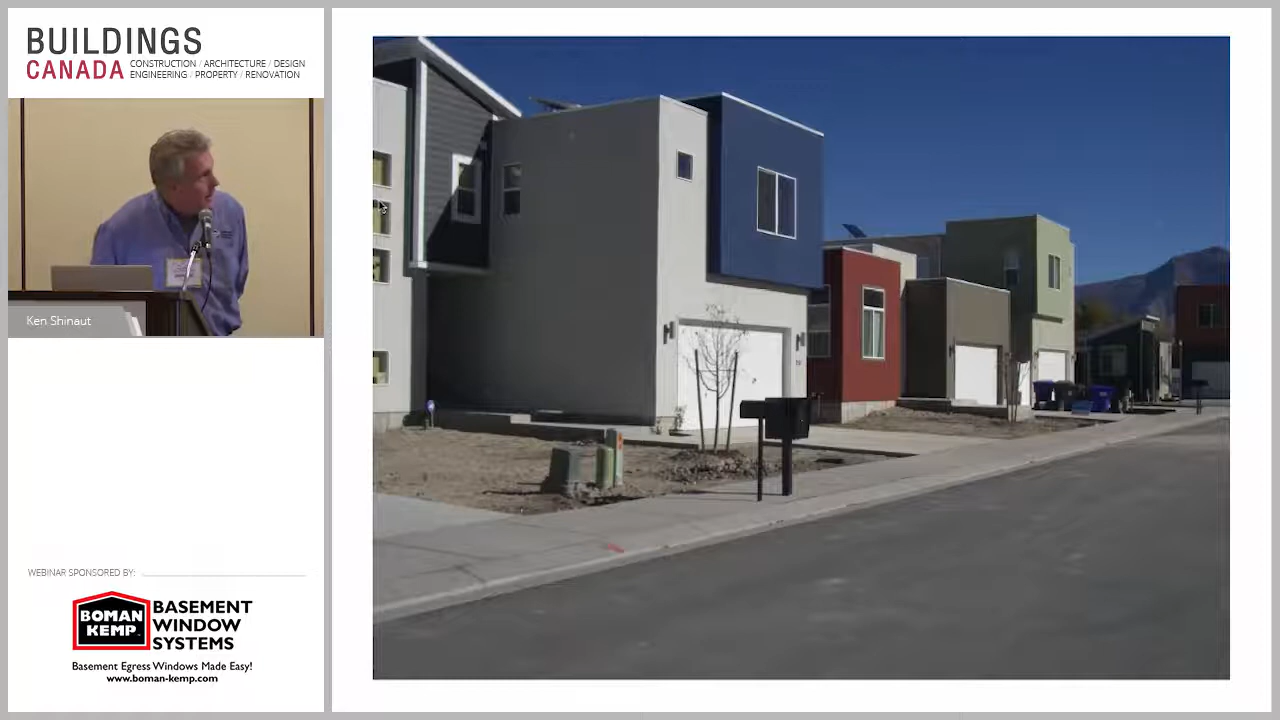 BUILDINGS
CANADA
CONSTRUCTION / ARCHITECTURE / DESIGN
ENGINEERING / PROPERTY / RENOVATION
Ken Shinaut
WEBINAR SPONSORED BY:
BOMAN
KEMP
BASEMENT
WINDOW
SYSTEMS
Basement Egress Windows Made Easy!
www.boman-kemp.com